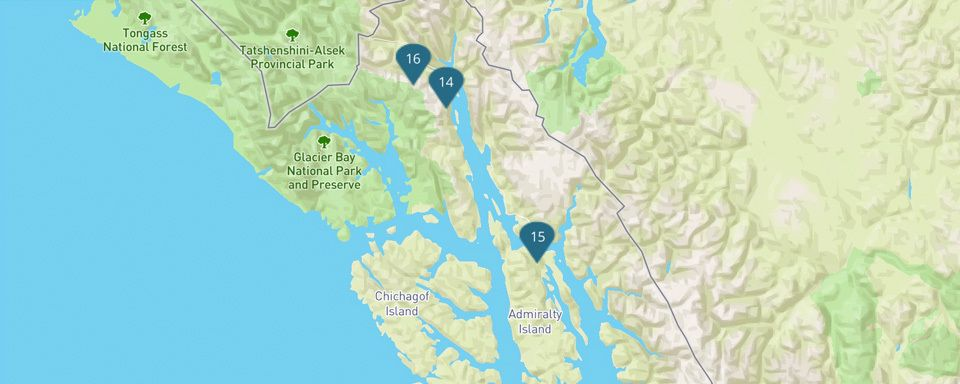 Tongass
National Forest
Tatshenshini-Alsek
Provincial Park
16
14
Glacier Bay
National Park
and Preserve
15
Chichagof
Island
Admiralty
Island